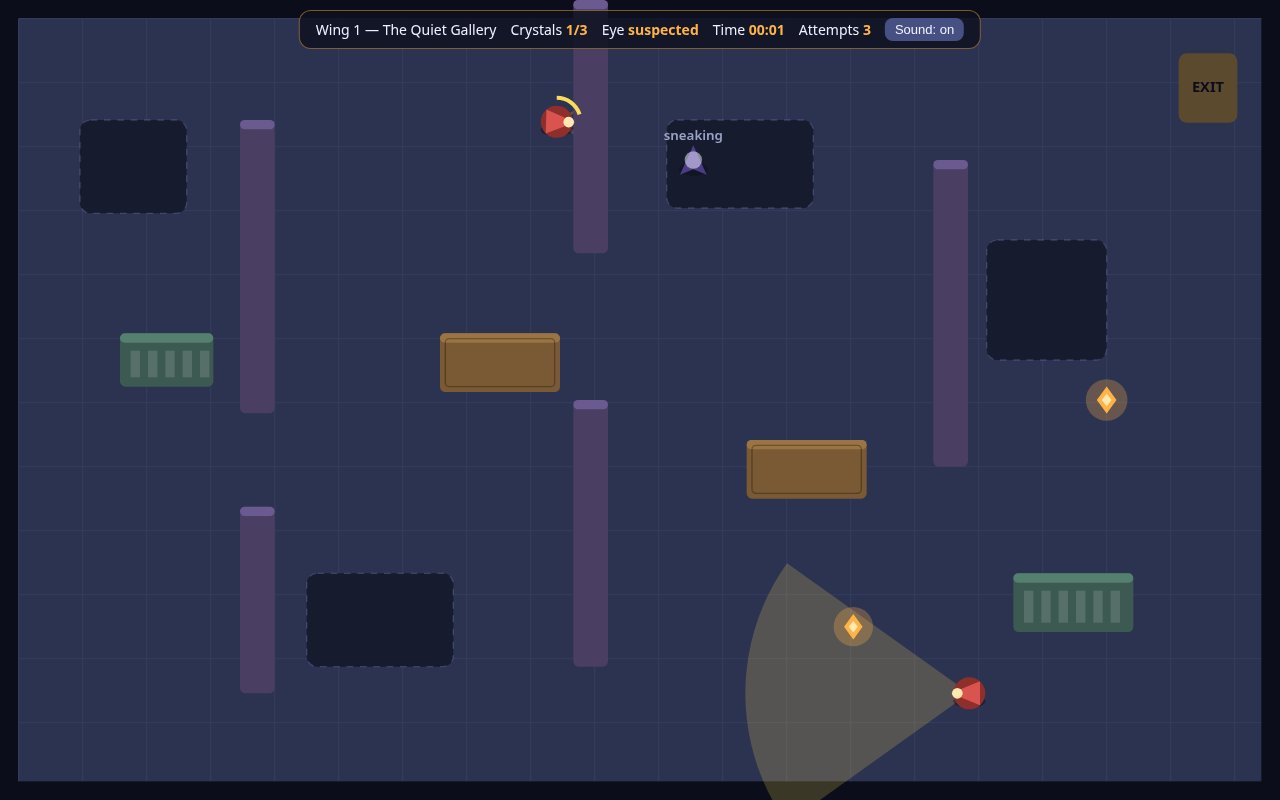 Wing 1 — The Quiet Gallery Crystals 1/3 Eye suspected Time 00:01 Attempts 3 Sound: on
EXIT
sneaking